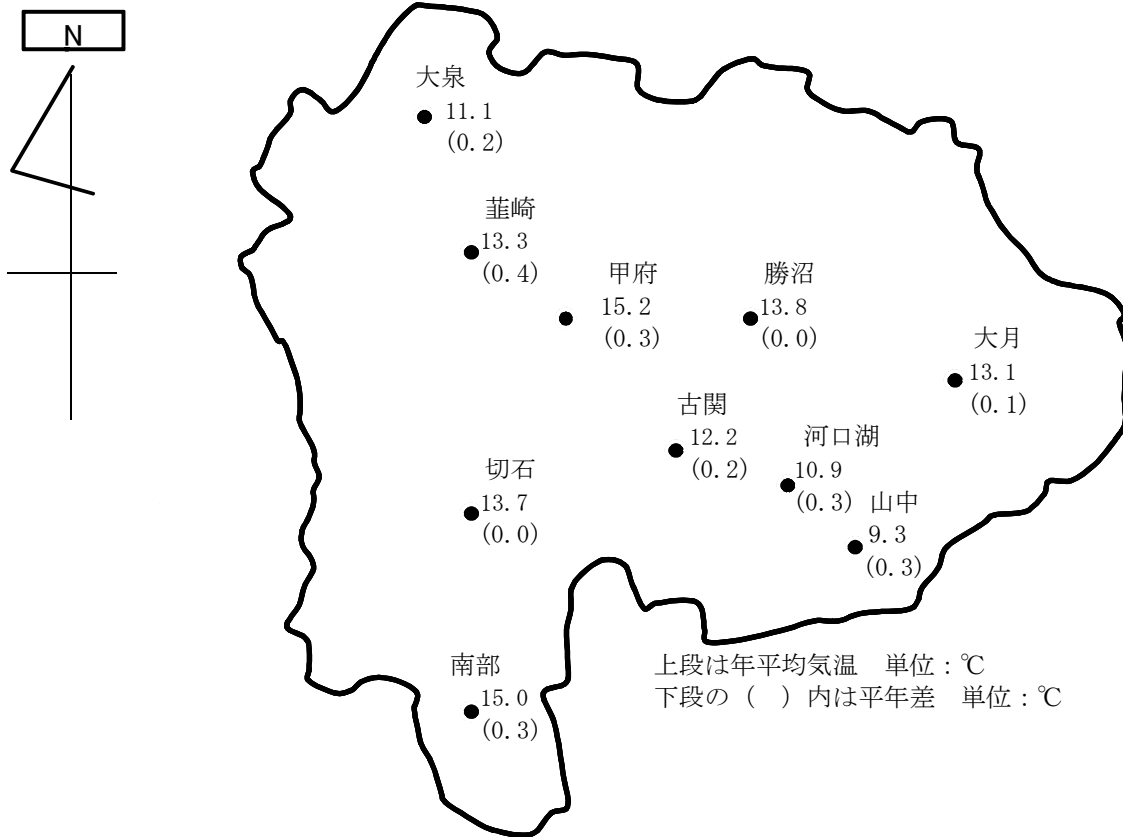 N
大泉
11.1
(0.2)
韮崎
13.3
(0.4)
甲府
15.2
(0.3)
勝沼
13.8
(0.0)
大月
13.1
(0.1)
古関
12.2
(0.2)
河口湖
10.9
(0.3)
山中
9.3
(0.3)
切石
13.7
(0.0)
南部
15.0
(0.3)
上段は年平均気温 単位：℃
下段の（ ）内は平年差 単位：℃